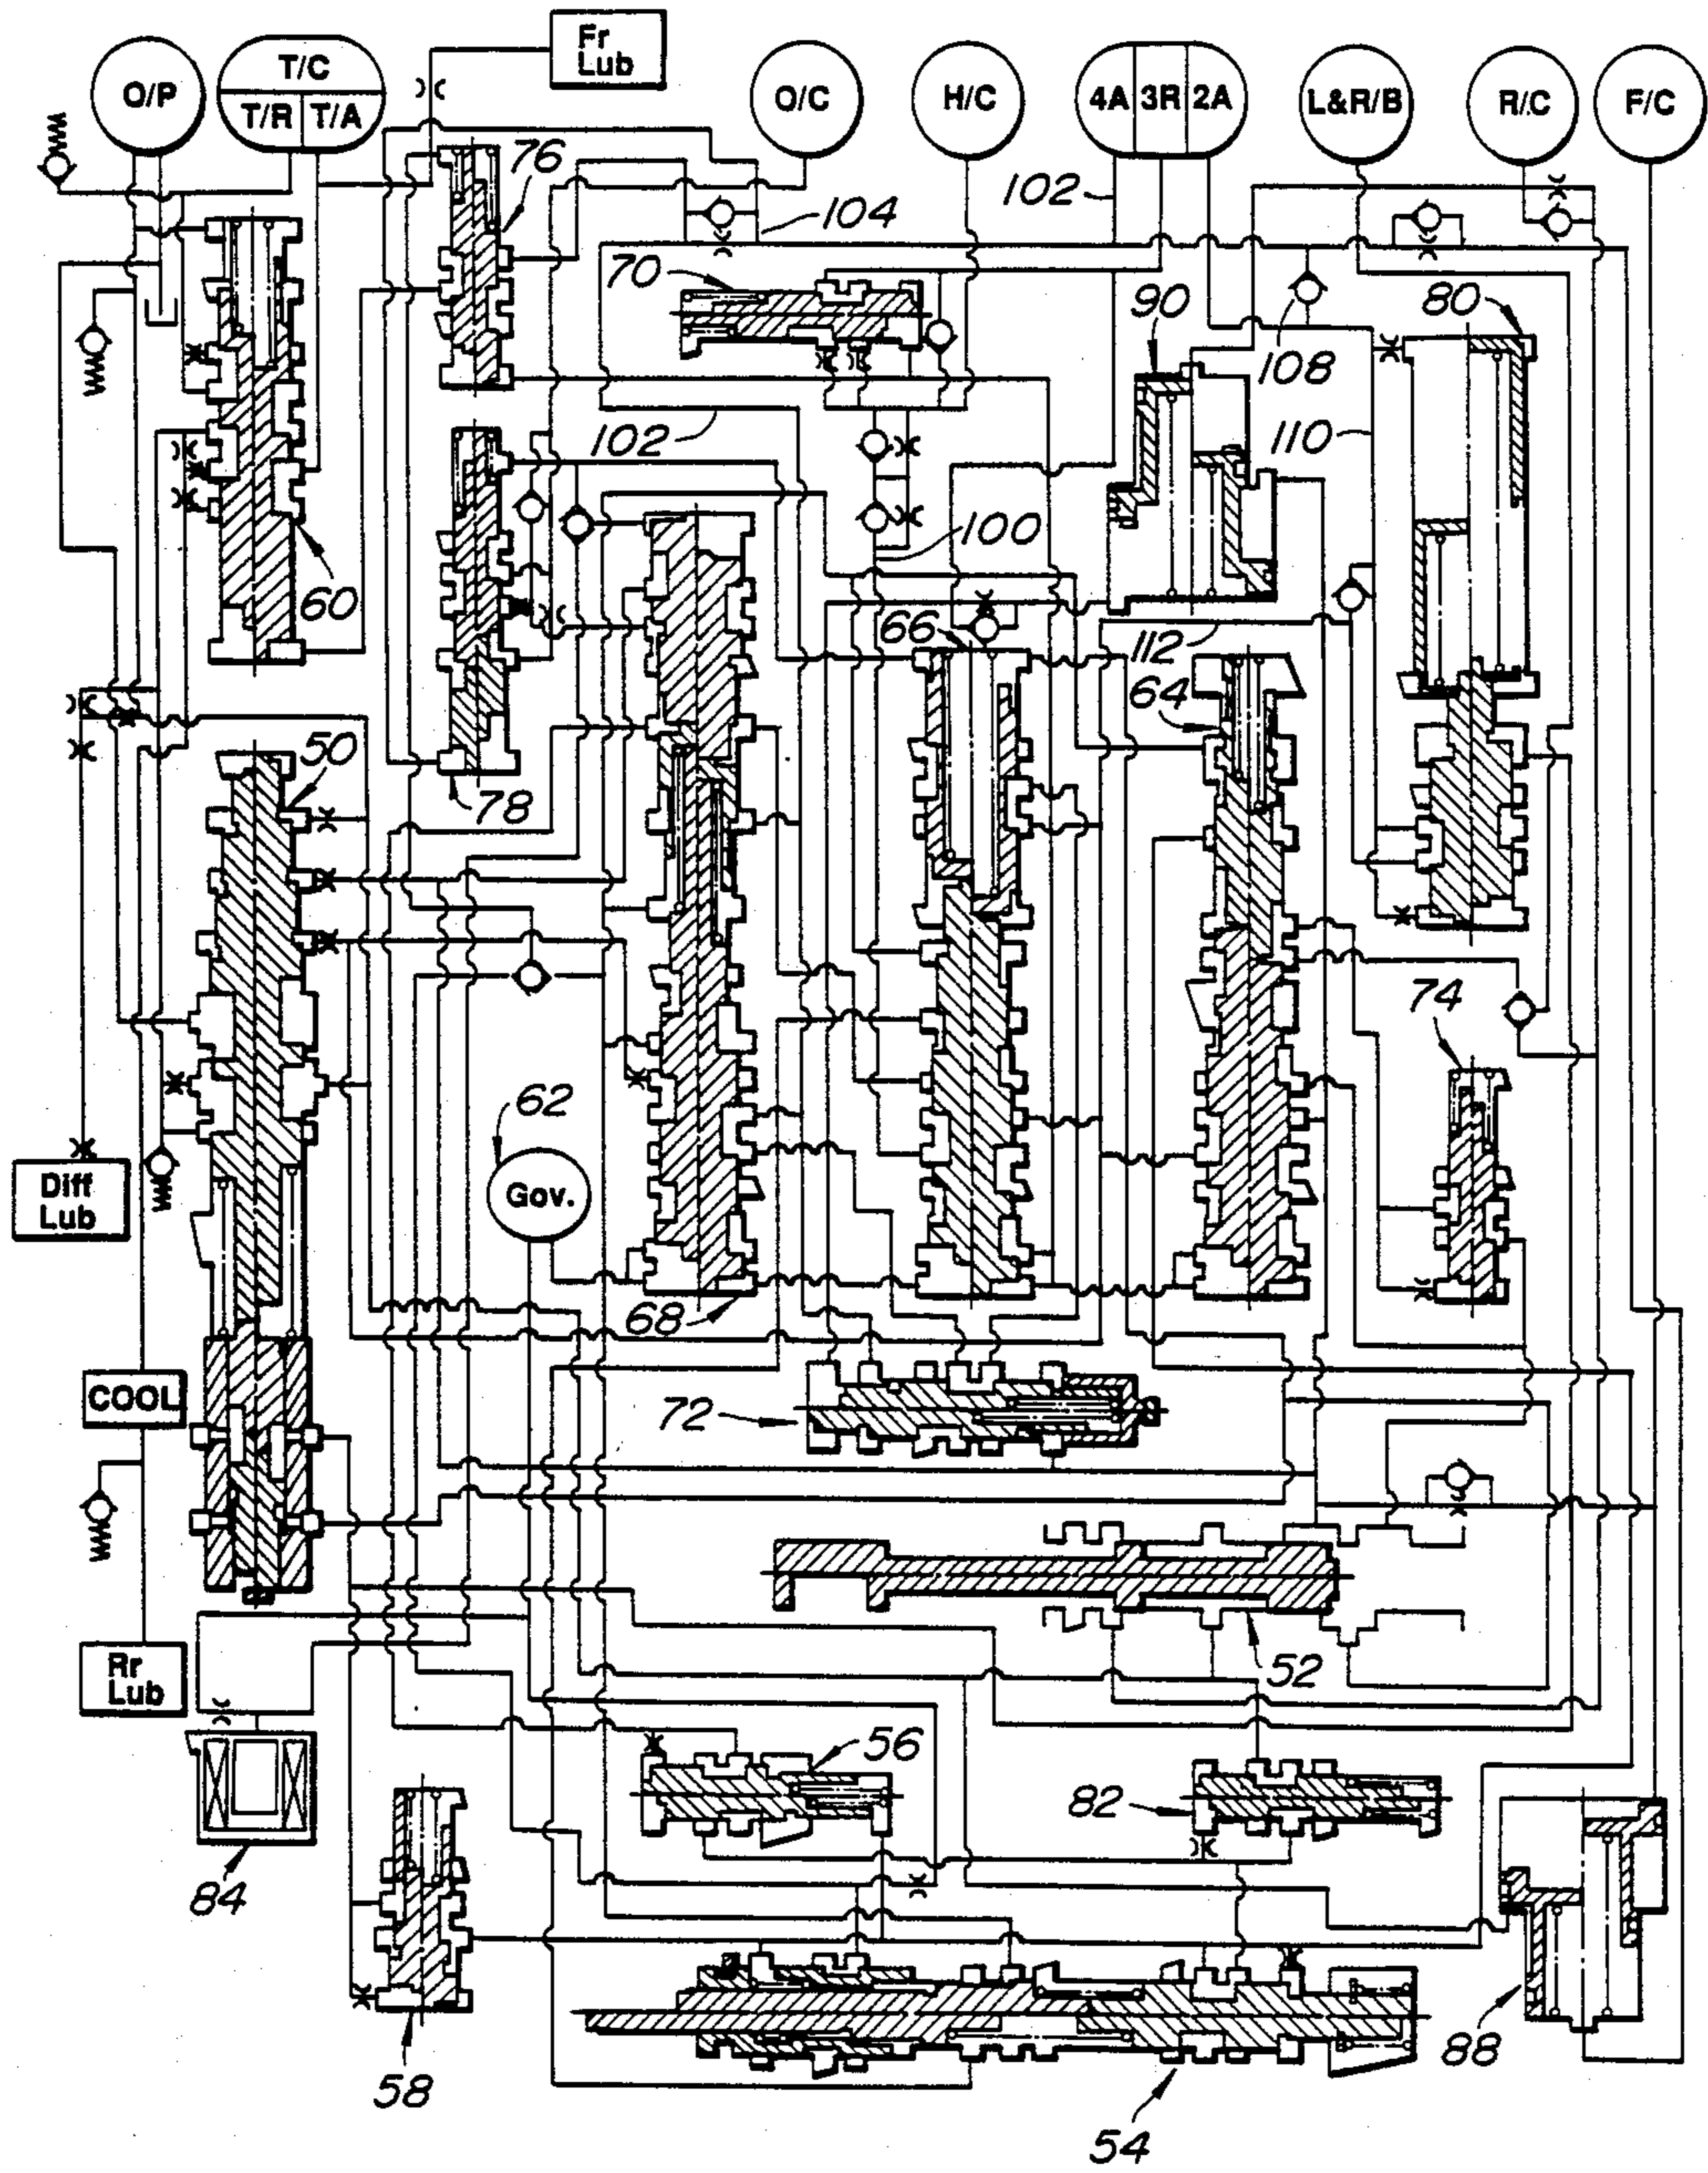 Fr
Lub
O/P
T/C
T/R
T/A
O/C
H/C
4A
3R
2A
L&R/B
R/C
F/C
76
102
104
70
90
80
108
102
110
60
100
66
112
64
50
78
74
62
Gov.
Diff
Lub
68
COOL
72
52
Rr
Lub
56
82
84
88
58
54